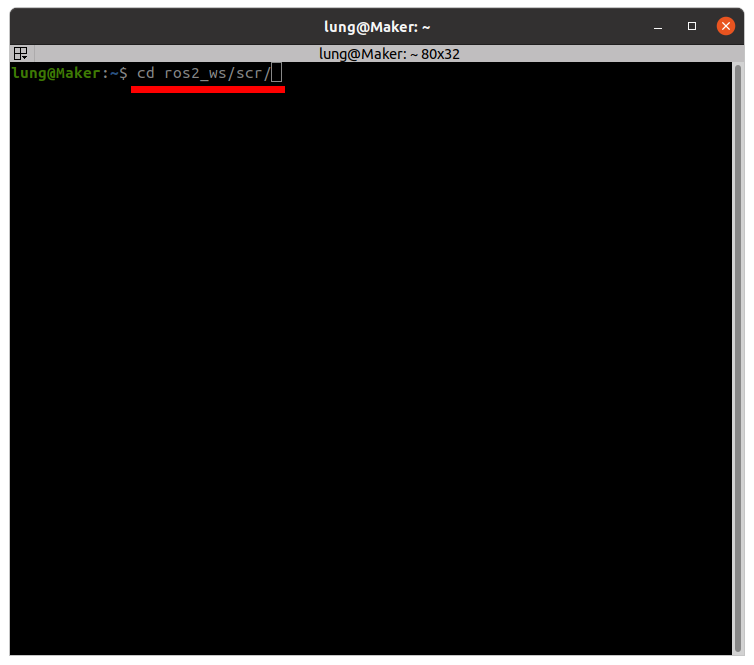 lung@Maker: ~
lung@Maker: ~ 80x32
lung@Maker:~$ cd ros2_ws/scr/